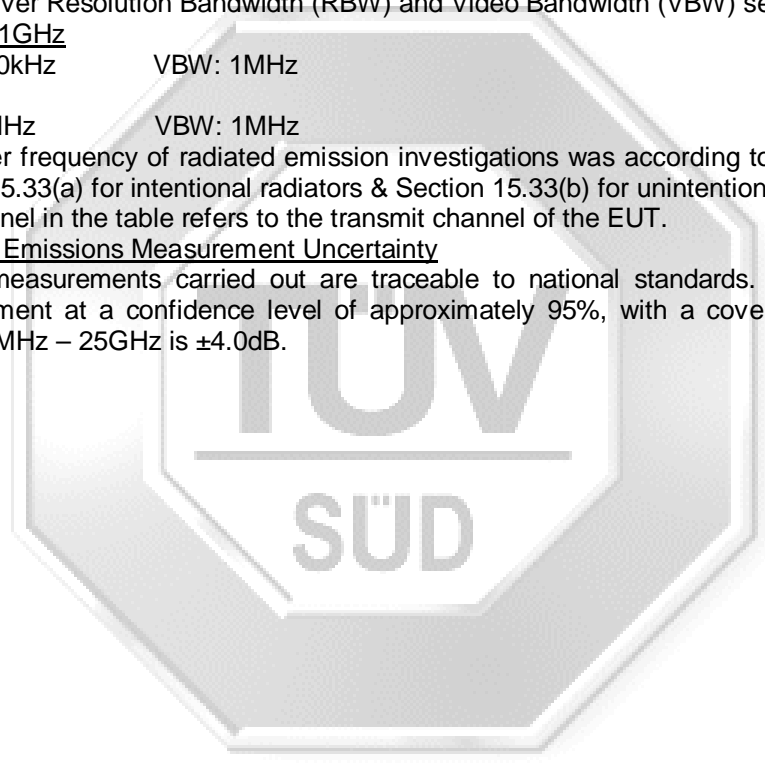 ver Resolution Bandwidth (RBW) and Video Bandwidth (VBW) se
1GHz
0kHz VBW: 1MHz
Hz VBW: 1MHz
er frequency of radiated emission investigations was according to
5.33(a) for intentional radiators & Section 15.33(b) for unintention
nel in the table refers to the transmit channel of the EUT.
Emissions Measurement Uncertainty
measurements carried out are traceable to national standards.
ment at a confidence level of approximately 95%, with a cove
MHz – 25GHz is ±4.0dB.
TÜV
SÜD